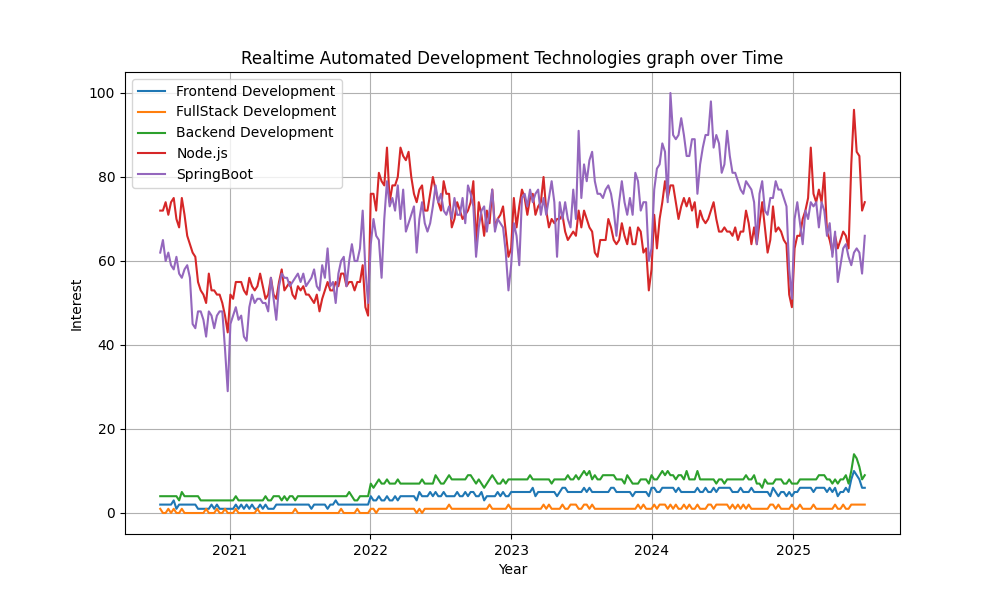 Realtime Automated Development Technologies graph over Time
Frontend Development
FullStack Development
Backend Development
Node.js
SpringBoot
100
80
60
40
20
0
Interest
2021 2022 2023 2024 2025
Year